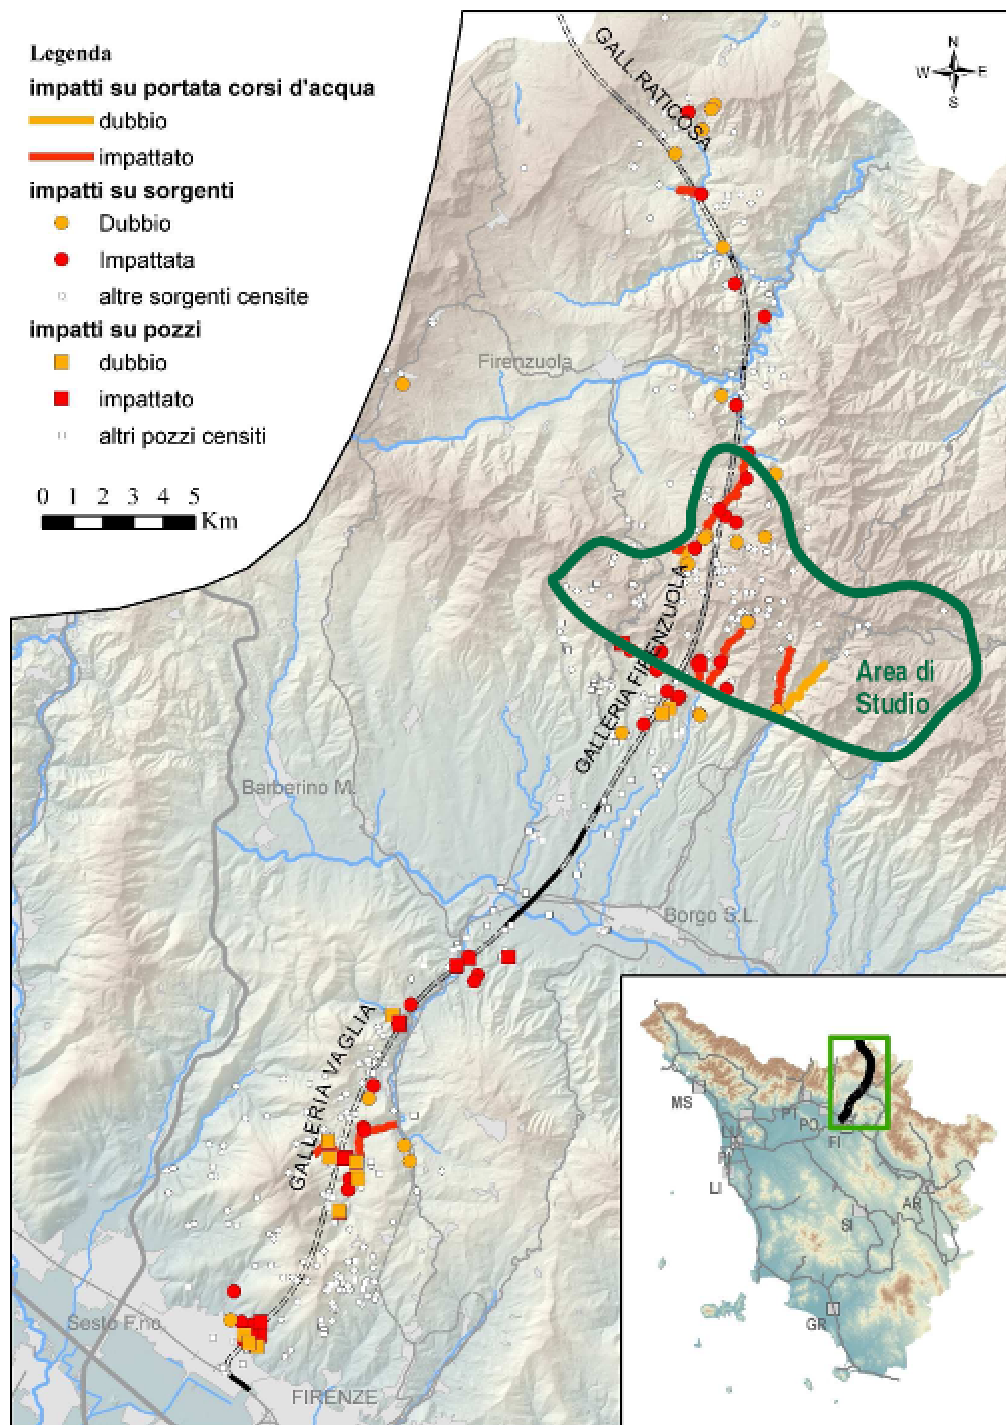 Legenda
impatti su portata corsi d'acqua
dubbio
impattato
impatti su sorgenti
Dubbio
Impattata
altre sorgenti censite
impatti su pozzi
dubbio
impattato
altri pozzi censiti
0 1 2 3 4 5
Km
N
W E
S
GALL. RATICOSA
Firenzuola
GALLERIA FIRENZUOLA
Area di
Studio
Barberino M.
Borgo S.L.
GALLERIA VAGLIA
Sesto F.no
FIRENZE
MS
PT
PO
FI
LI
AR
SI
GR